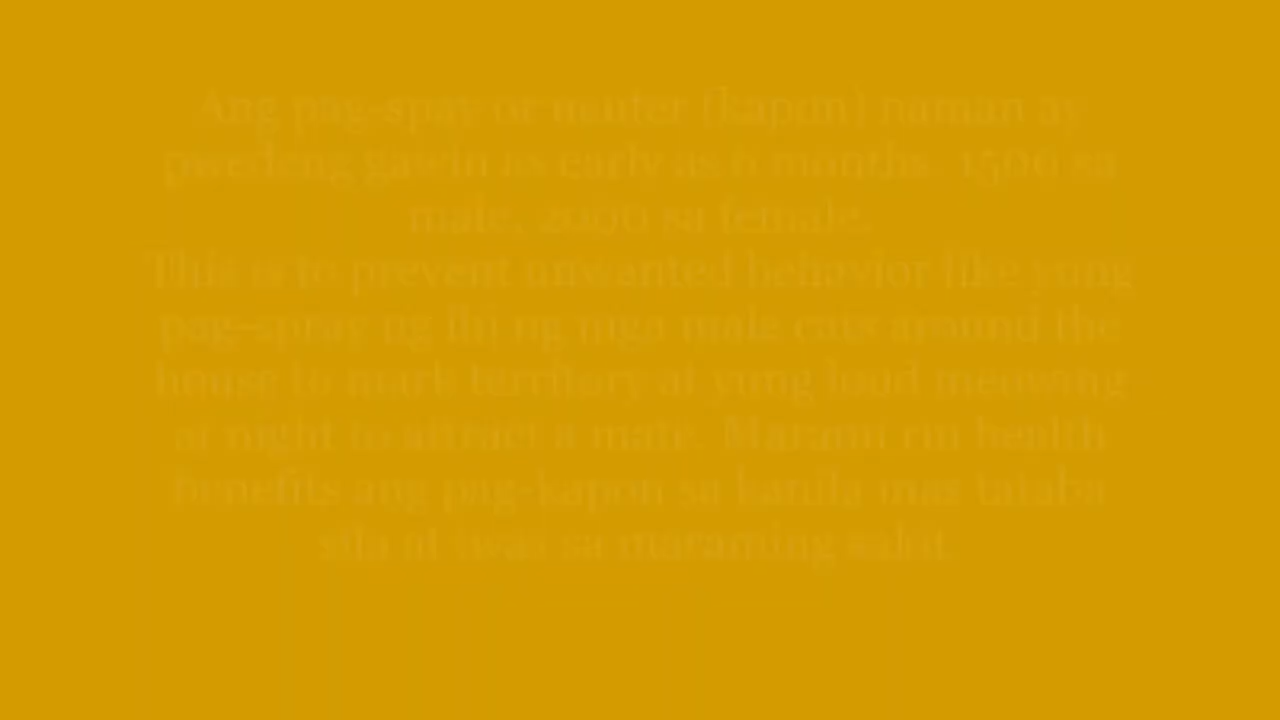 Ang pag-spay or neuter (kapon) naman ay
pwedeng gawin as early as 6 months. 1500 sa
male, 2000 sa female.
This is to prevent unwanted behavior like yung
pag-spray ng ihi ng mga male cats around the
house to mark territory at yung loud meowing
at night to attract a mate. Marami rin health
benefits ang pag-kapon sa kanila mas tataba
sila at iwas sa maraming sakit.